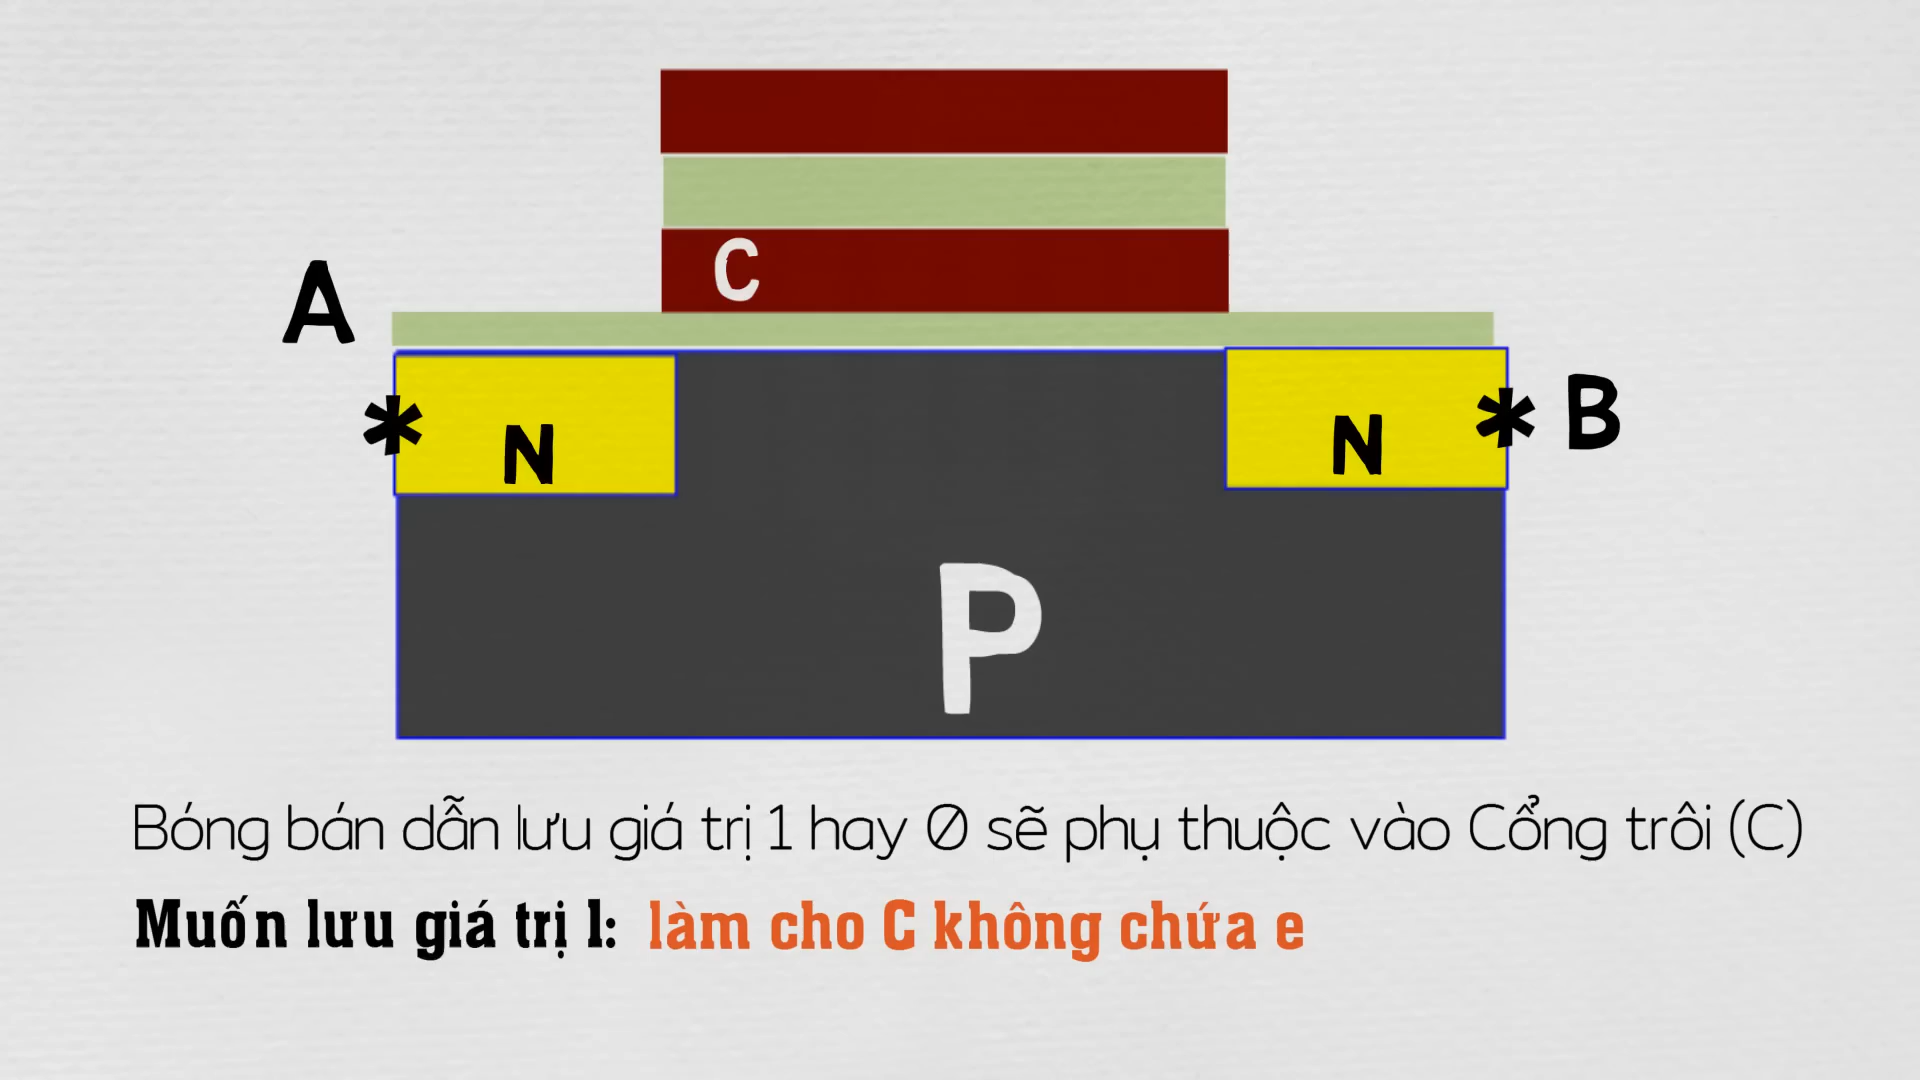 C
A
* N
N * B
P
Bóng bán dẫn lưu giá trị 1 hay 0 sẽ phụ thuộc vào Cổng trôi (C)
Muốn lưu giá trị 1: làm cho C không chứa e